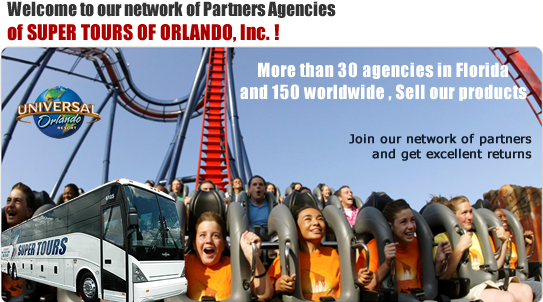 Welcome to our network of Partners Agencies
of SUPER TOURS OF ORLANDO, Inc. !
More than 30 agencies in Florida
and 150 worldwide , Sell our products
UNIVERSAL
Orlando
RESORT
Join our network of partners
and get excellent returns
SUPER TOURS